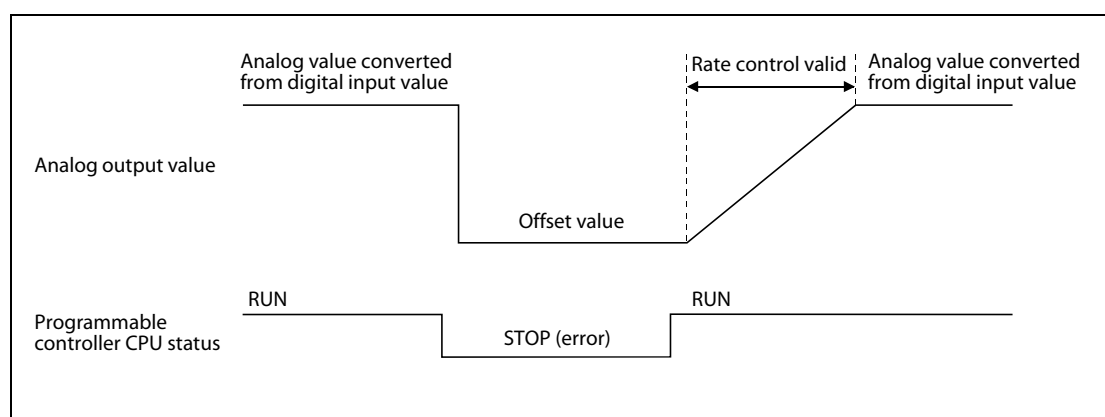 Analog value converted
from digital input value
Rate control valid
Analog value converted
from digital input value
Analog output value
Offset value
RUN
RUN
Programmable
controller CPU status
STOP (error)